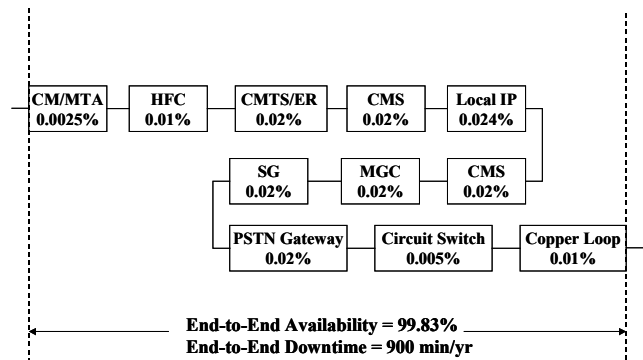 CM/MTA
0.0025%
HFC
0.01%
CMTS/ER
0.02%
CMS
0.02%
Local IP
0.024%
SG
0.02%
MGC
0.02%
CMS
0.02%
PSTN Gateway
0.02%
Circuit Switch
0.005%
Copper Loop
0.01%
End-to-End Availability = 99.83%
End-to-End Downtime = 900 min/yr